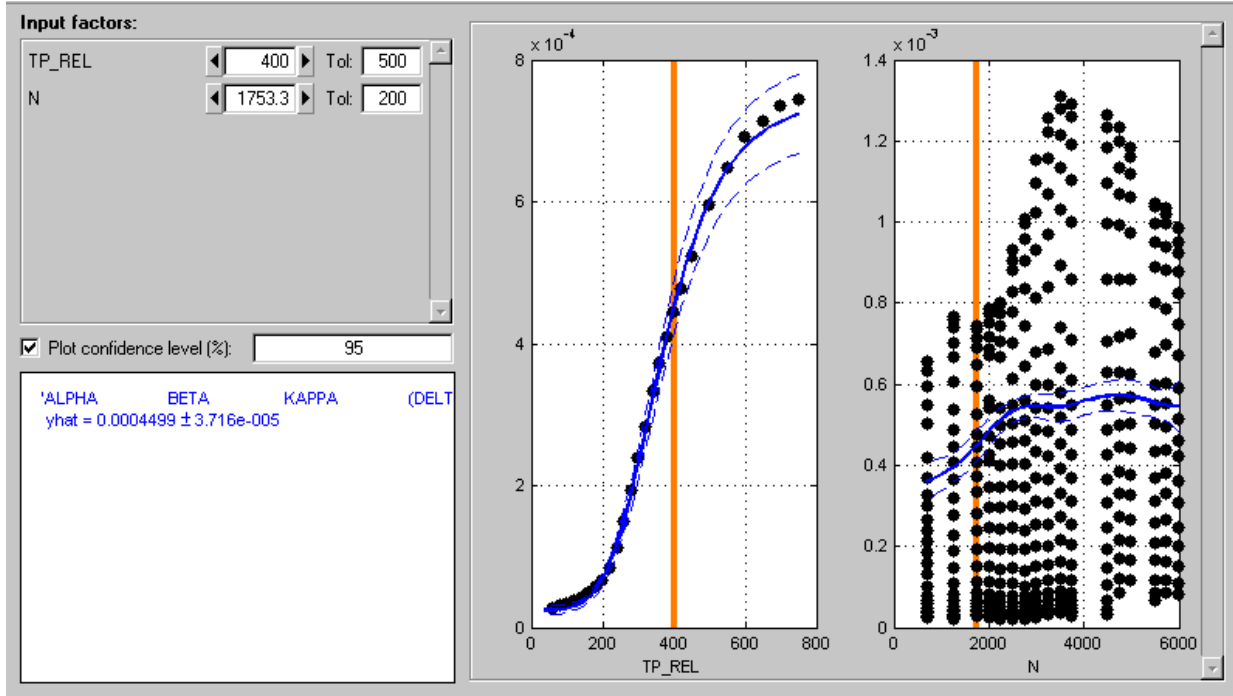 Input factors:
TP_REL 400 Tol: 500
N 1753.3 Tol: 200
Plot confidence level (%): 95
'ALPHA BETA KAPPA (DELT
yhat = 0.0004499 ± 3.716e-005
x 10^-4
8
6
4
2
0
0 200 400 600 800
TP_REL
x 10^-3
1.4
1.2
1
0.8
0.6
0.4
0.2
0
0 2000 4000 6000
N